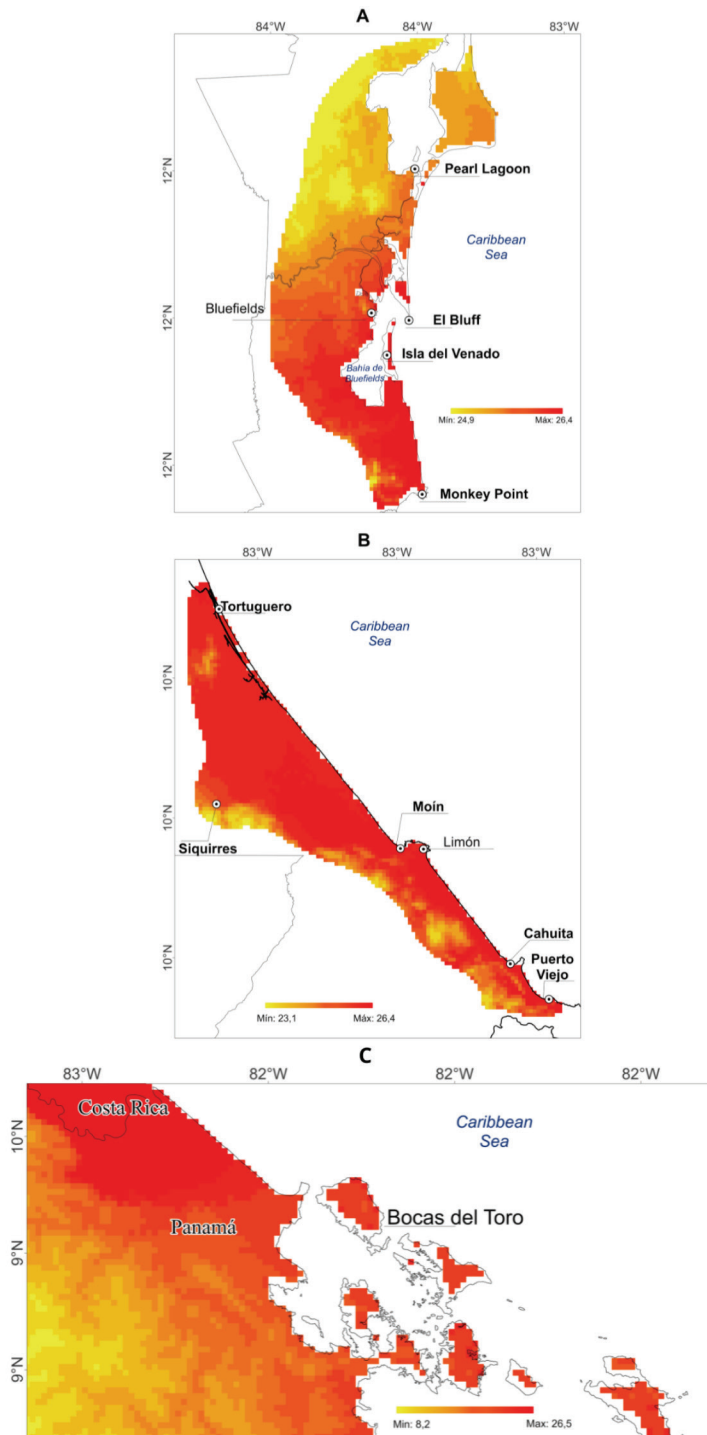 A
84°W 84°W 83°W
12°N
Pearl Lagoon
Caribbean
Sea
Bluefields
12°N
El Bluff
Isla del Venado
Bahía de
Bluefields
Mín: 24,9 Máx: 26,4
12°N
Monkey Point
B
83°W 83°W 83°W
Tortuguero
Caribbean
Sea
10°N
Moín
10°N
Limón
Siquirres
Cahuita
10°N
Puerto
Viejo
Mín: 23,1 Máx: 26,4
C
83°W 82°W 82°W 82°W
Costa Rica
10°N
Caribbean
Sea
Bocas del Toro
Panamá
9°N
9°N
Min: 8,2 Max: 26,5